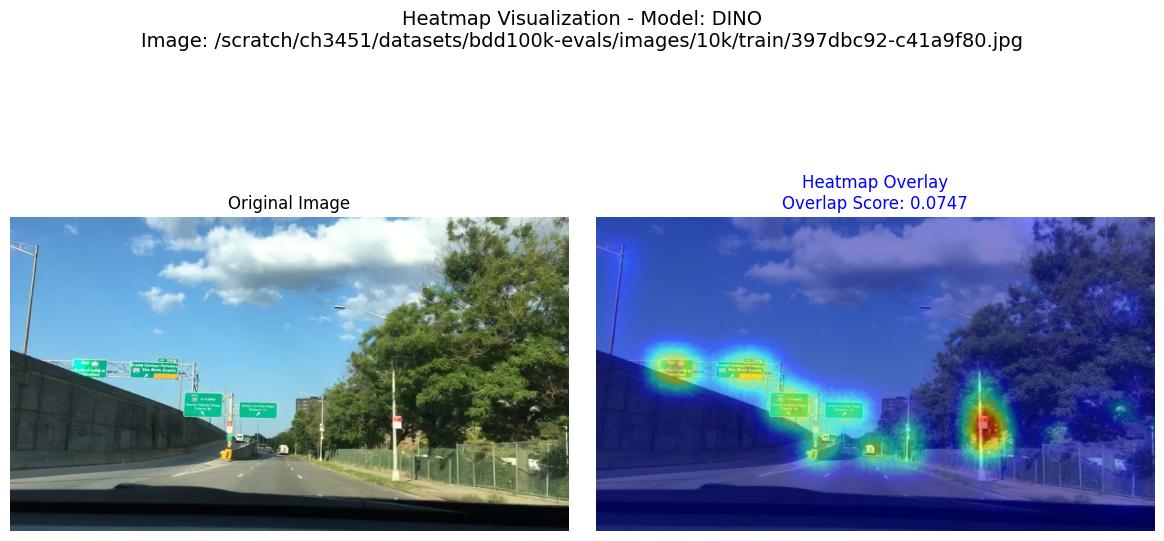 Heatmap Visualization - Model: DINO
Image: /scratch/ch3451/datasets/bdd100k-evals/images/10k/train/397dbc92-c41a9f80.jpg
Original Image
Heatmap Overlay
Overlap Score: 0.0747